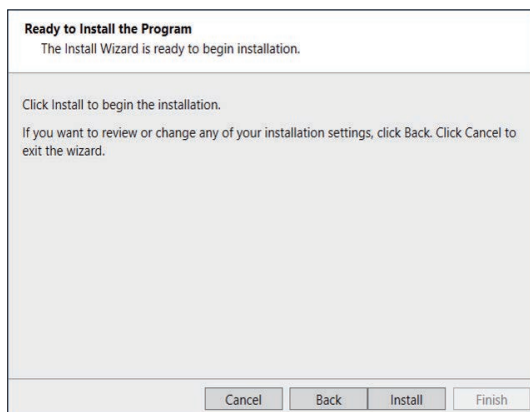 Ready to Install the Program
The Install Wizard is ready to begin installation.
Click Install to begin the installation.
If you want to review or change any of your installation settings, click Back. Click Cancel to
exit the wizard.
Cancel Back Install Finish